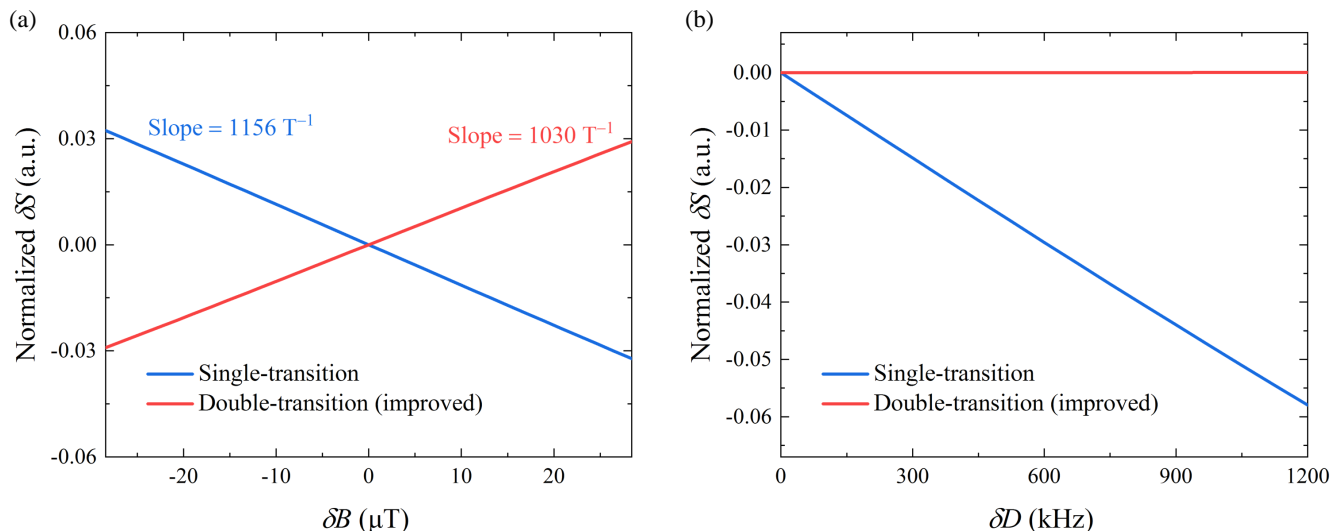 (a)
0.06
0.03
0.00
-0.03
-0.06
Normalized δS (a.u.)
Slope = 1156 T⁻¹
Slope = 1030 T⁻¹
Single-transition
Double-transition (improved)
-20 -10 0 10 20
δB (μT)
(b)
0.00
-0.01
-0.02
-0.03
-0.04
-0.05
-0.06
Normalized δS (a.u.)
Single-transition
Double-transition (improved)
0 300 600 900 1200
δD (kHz)